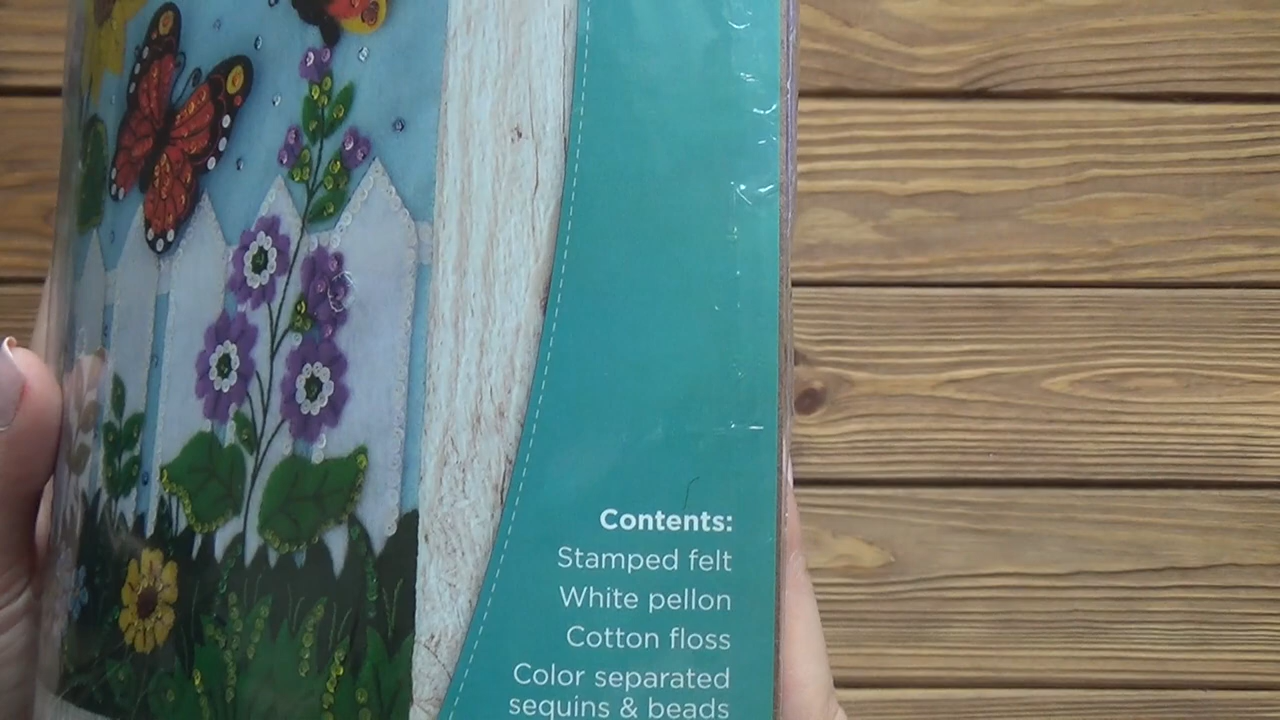 Contents:
Stamped felt
White pellon
Cotton floss
Color separated
sequins & beads